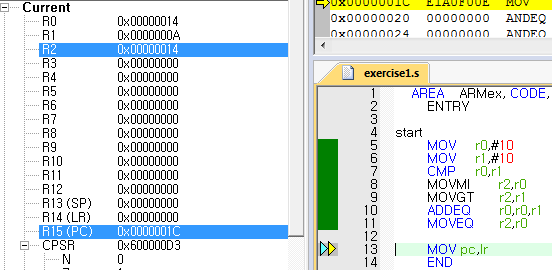 Current
R0 0x00000014
R1 0x0000000A
R2 0x00000014
R3 0x00000000
R4 0x00000000
R5 0x00000000
R6 0x00000000
R7 0x00000000
R8 0x00000000
R9 0x00000000
R10 0x00000000
R11 0x00000000
R12 0x00000000
R13 (SP) 0x00000000
R14 (LR) 0x00000000
R15 (PC) 0x0000001C
CPSR 0x600000D3
N 0
0x0000001C E1A0F00E MOV
0x00000020 00000000 ANDEQ
0x00000024 00000000 ANDEQ
exercise1.s
1 AREA ARMex, CODE,
2 ENTRY
3
4 start
5 MOV r0,#10
6 MOV r1,#10
7 CMP r0,r1
8 MOVMI r2,r0
9 MOVGT r2,r1
10 ADDEQ r0,r0,r1
11 MOVEQ r2,r0
12
13 MOV pc,lr
14 END